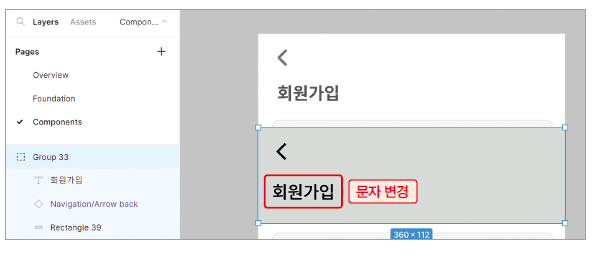 Layers Assets Compon...
Pages
Overview
Foundation
Components
Group 33
회원가입
Navigation/Arrow back
Rectangle 39
회원가입
회원가입 문자 변경
360 × 112